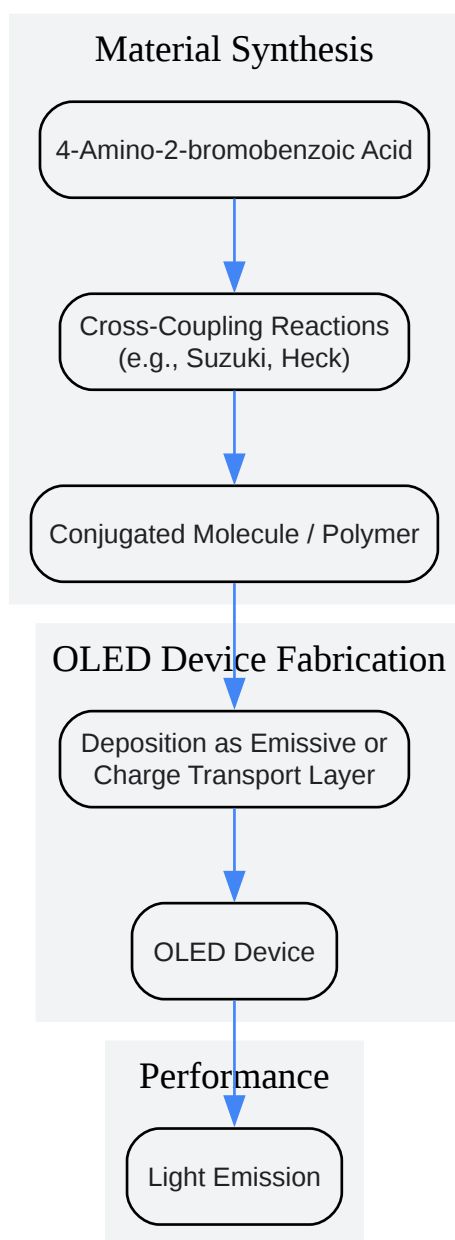 Material Synthesis
4-Amino-2-bromobenzoic Acid
Cross-Coupling Reactions
(e.g., Suzuki, Heck)
Conjugated Molecule / Polymer
OLED Device Fabrication
Deposition as Emissive or
Charge Transport Layer
OLED Device
Performance
Light Emission